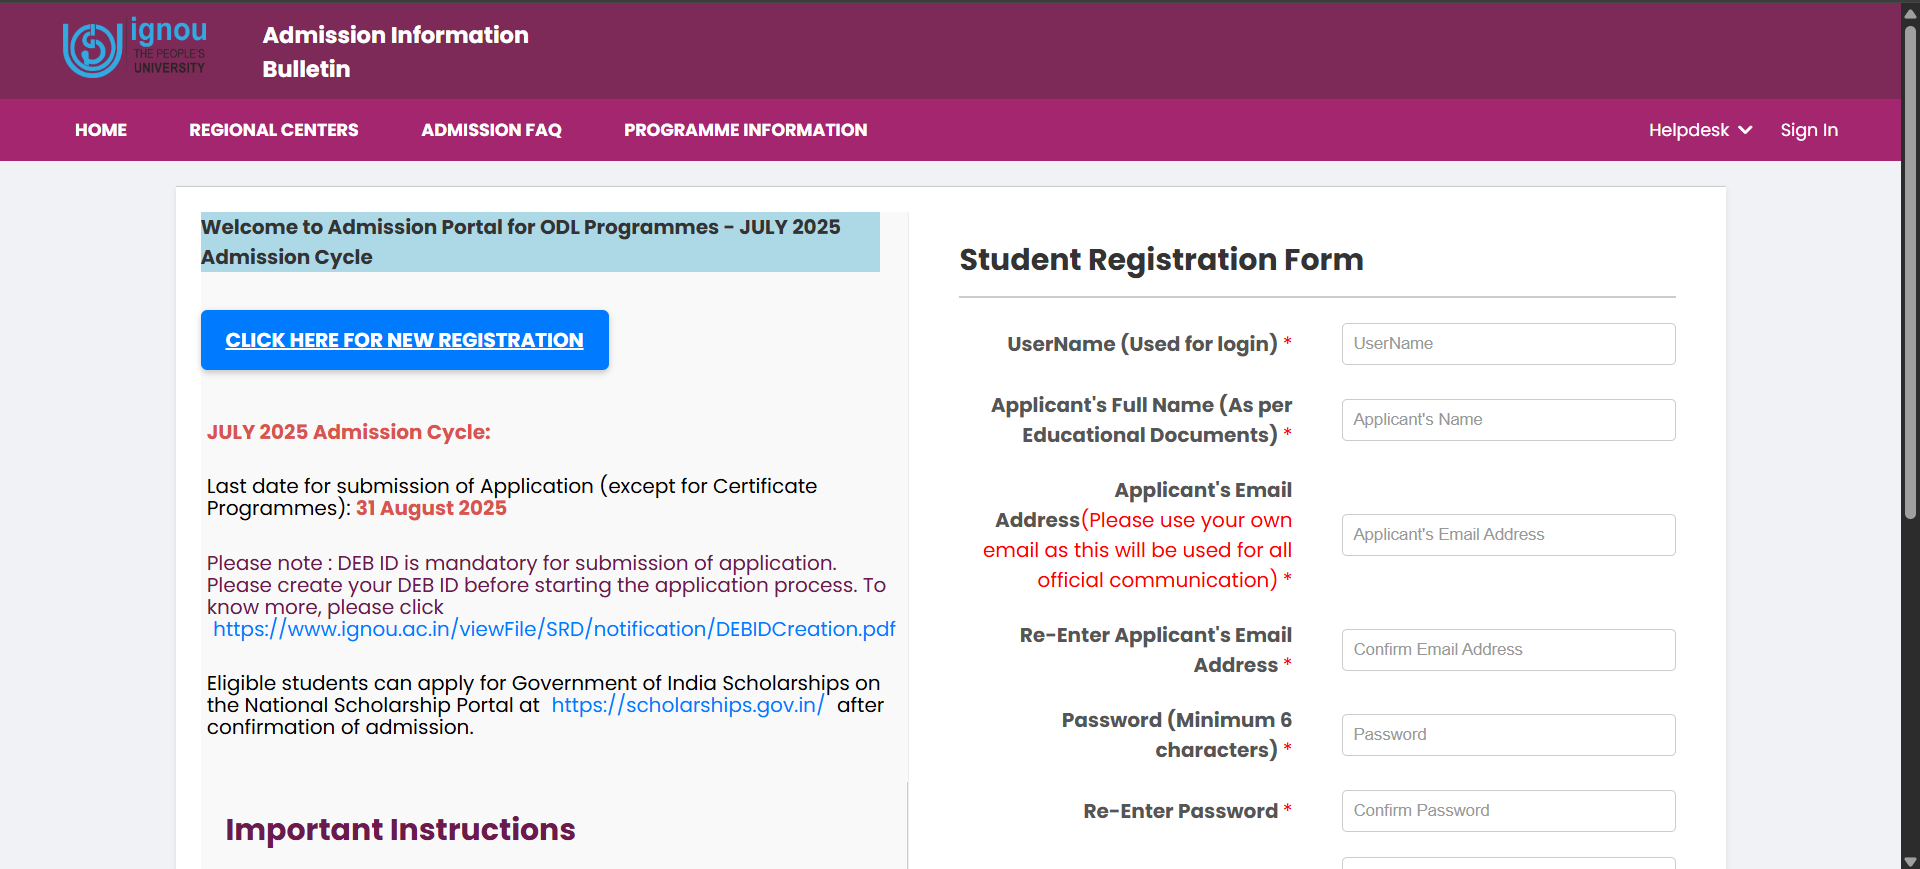 ignou
THE PEOPLE'S
UNIVERSITY
Admission Information
Bulletin
HOME
REGIONAL CENTERS
ADMISSION FAQ
PROGRAMME INFORMATION
Helpdesk
Sign In
Welcome to Admission Portal for ODL Programmes - JULY 2025
Admission Cycle
CLICK HERE FOR NEW REGISTRATION
JULY 2025 Admission Cycle:
Last date for submission of Application (except for Certificate
Programmes): 31 August 2025
Please note : DEB ID is mandatory for submission of application.
Please create your DEB ID before starting the application process. To
know more, please click
https://www.ignou.ac.in/viewFile/SRD/notification/DEBIDCreation.pdf
Eligible students can apply for Government of India Scholarships on
the National Scholarship Portal at https://scholarships.gov.in/ after
confirmation of admission.
Important Instructions
Student Registration Form
UserName (Used for login) *
UserName
Applicant's Full Name (As per
Educational Documents) *
Applicant's Name
Applicant's Email
Address(Please use your own
email as this will be used for all
official communication) *
Applicant's Email Address
Re-Enter Applicant's Email
Address *
Confirm Email Address
Password (Minimum 6
characters) *
Password
Re-Enter Password *
Confirm Password